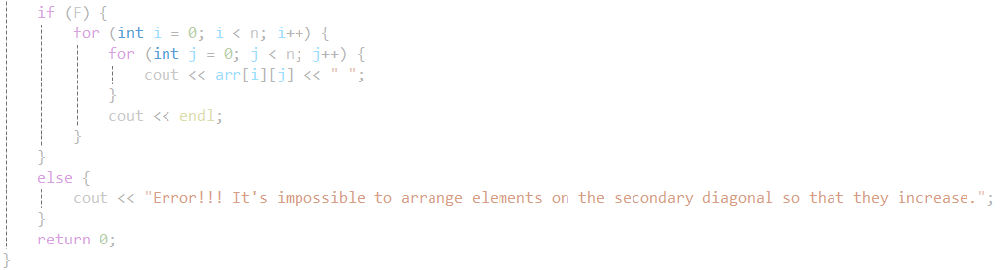 if (F) {
for (int i = 0; i < n; i++) {
for (int j = 0; j < n; j++) {
cout << arr[i][j] << " ";
}
cout << endl;
}
}
else {
cout << "Error!!! It's impossible to arrange elements on the secondary diagonal so that they increase.";
}
return 0;
}